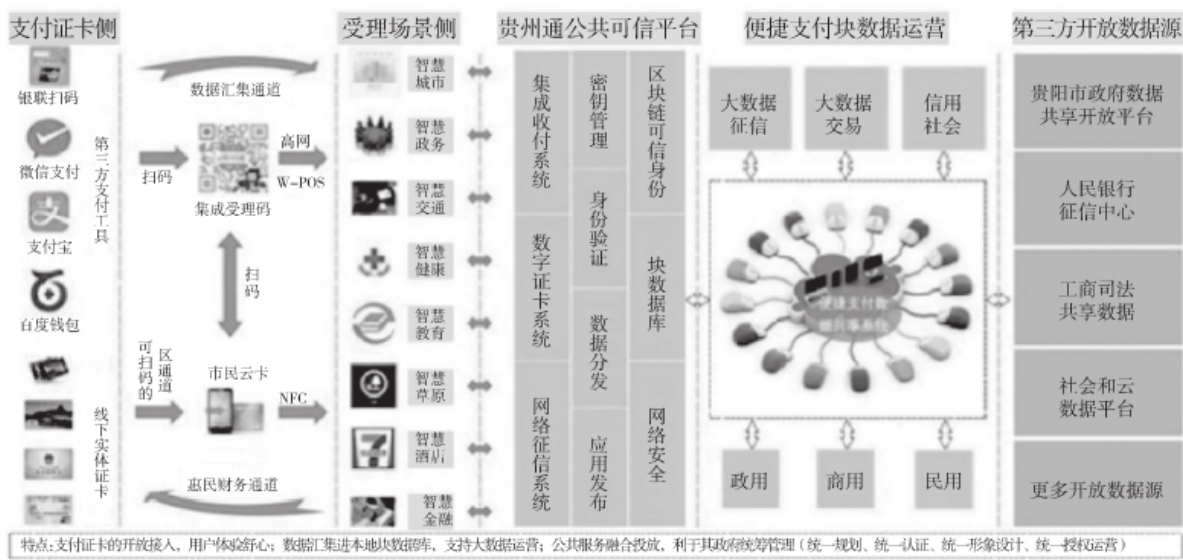 支付证卡侧
受理场景侧
贵州通公共可信平台
便捷支付块数据运营
第三方开放数据源
银联扫码
微信支付
支付宝
百度钱包
第三方支付工具
线下实体证卡
数据汇集通道
扫码
集成受理码
高网
W-POS
扫码
可扫码的
区通道
市民云卡
NFC
惠民财务通道
智慧
城市
智慧
政务
智慧
交通
智慧
健康
智慧
教育
智慧
草原
智慧
酒店
智慧
金融
集成收付系统
数字证卡系统
网络征信系统
密钥管理
身份验证
数据分发
应用发布
区块链可信身份
块数据库
网络安全
大数据
征信
大数据
交易
信用
社会
便捷支付数
据共享系统
政用
商用
民用
贵阳市政府数据
共享开放平台
人民银行
征信中心
工商司法
共享数据
社会和云
数据平台
更多开放数据源
特点:支付证卡的开放接入，用户体验舒心；数据汇集进本地块数据库，支持大数据运营；公共服务融合投放，利于其政府统筹管理（统一规划、统一认证、统一形象设计、统一授权运营）